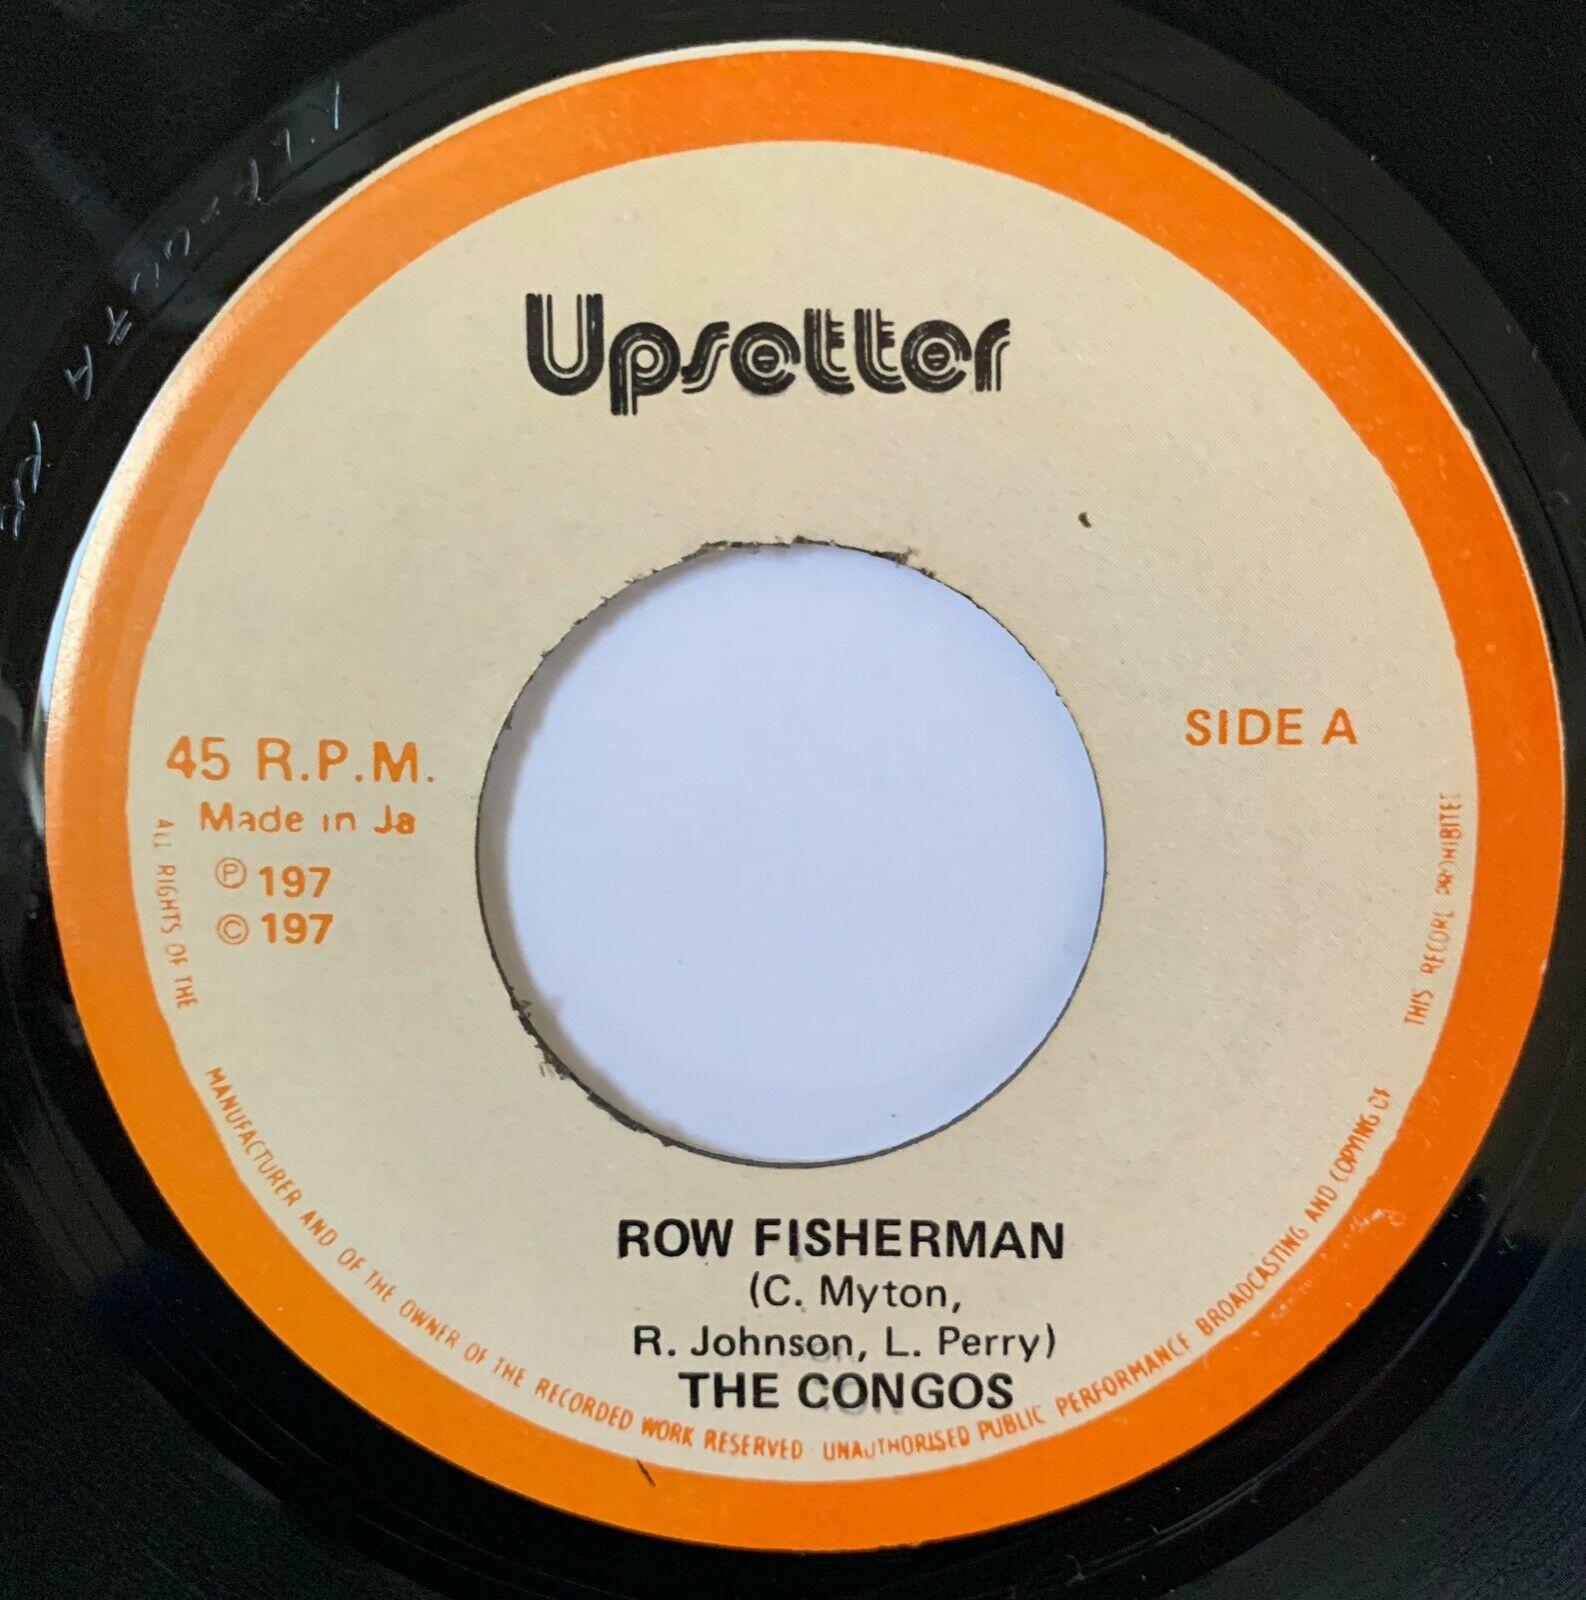 Upsetter
SIDE A
45 R.P.M.
Made in Ja
℗ 197
© 197
ROW FISHERMAN
(C. Myton,
R. Johnson, L. Perry)
THE CONGOS
ALL RIGHTS OF THE MANUFACTURER AND OF THE OWNER OF THE RECORDED WORK RESERVED · UNAUTHORISED PUBLIC PERFORMANCE BROADCASTING AND COPYING OF THIS RECORD PROHIBITE